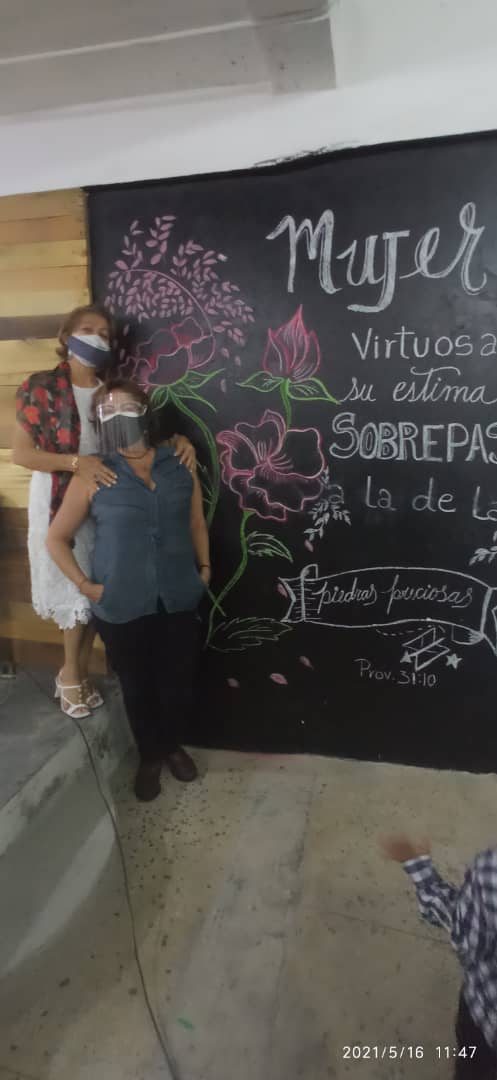 Mujer
Virtuosa
su estima
SOBREPAS
a la de La
piedras preciosas
Prov. 31:10
2021/5/16 11:47